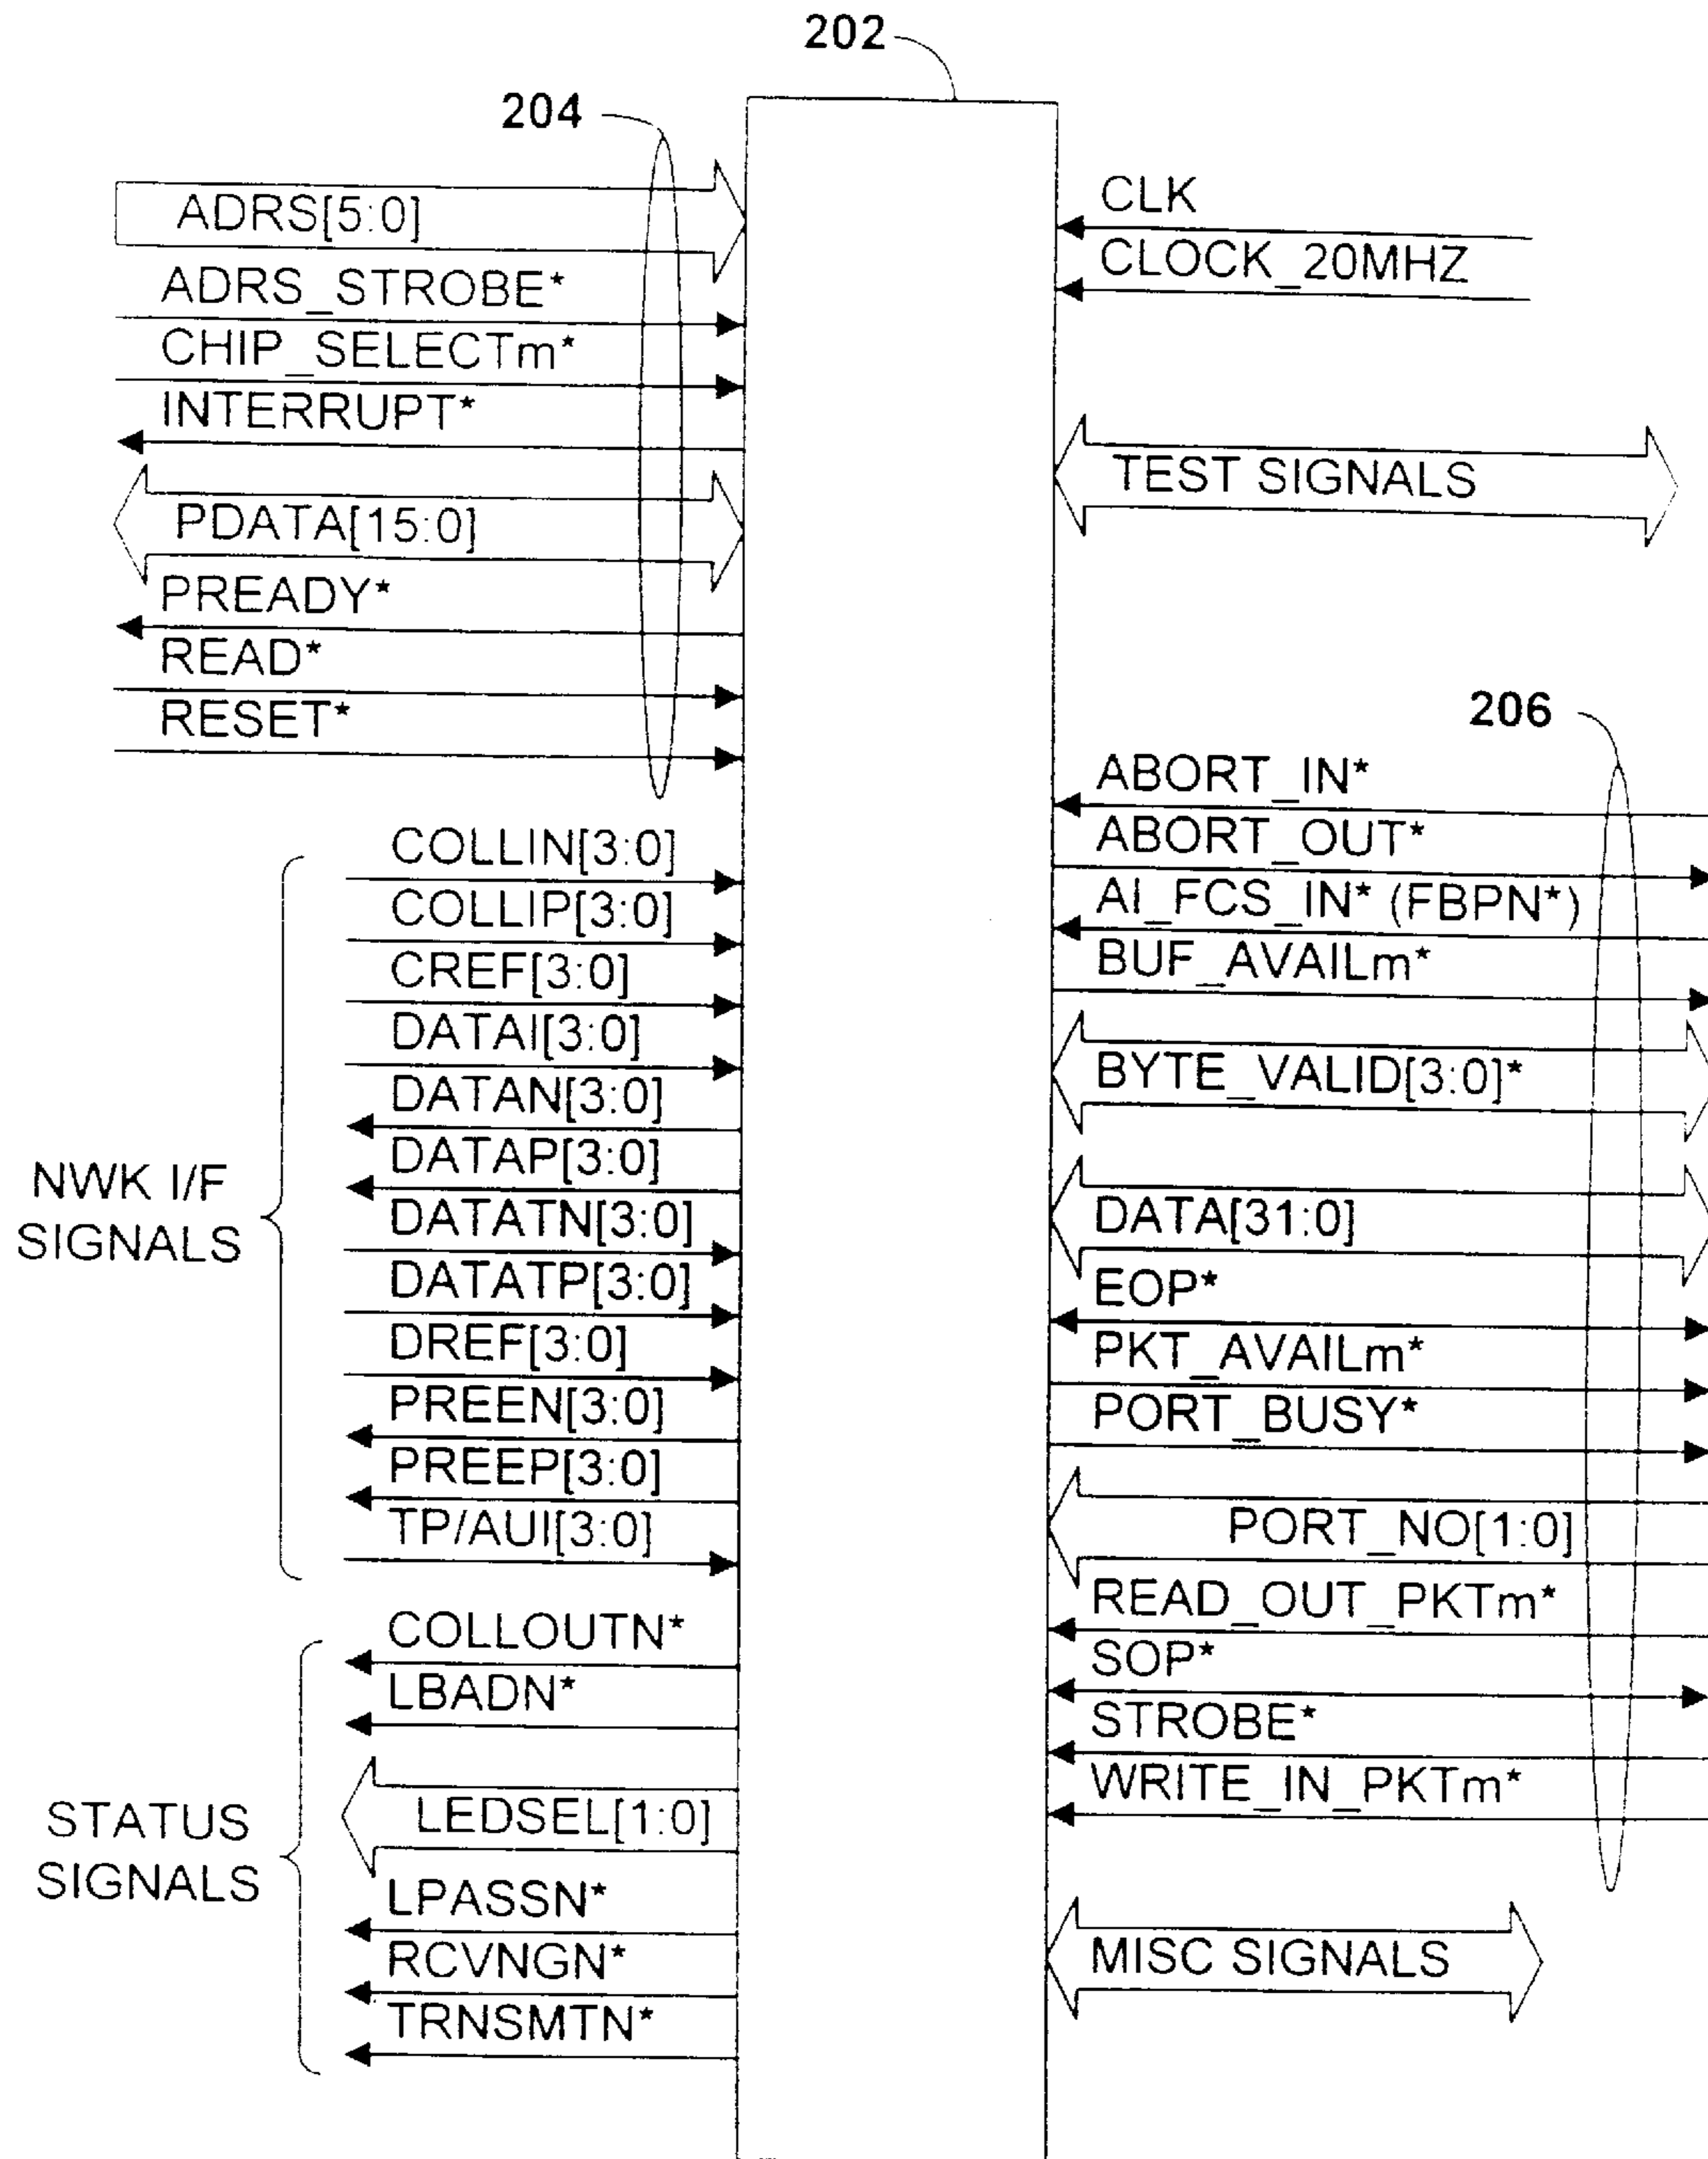 202
204
ADRS[5:0]
ADRS_STROBE*
CHIP_SELECTm*
INTERRUPT*
PDATA[15:0]
PREADY*
READ*
RESET*
CLK
CLOCK_20MHZ
TEST SIGNALS
206
NWK I/F
SIGNALS
COLLIN[3:0]
COLLIP[3:0]
CREF[3:0]
DATAI[3:0]
DATAN[3:0]
DATAP[3:0]
DATATN[3:0]
DATATP[3:0]
DREF[3:0]
PREEN[3:0]
PREEP[3:0]
TP/AUI[3:0]
ABORT_IN*
ABORT_OUT*
AI_FCS_IN* (FBPN*)
BUF_AVAILm*
BYTE_VALID[3:0]*
DATA[31:0]
EOP*
PKT_AVAILm*
PORT_BUSY*
PORT_NO[1:0]
READ_OUT_PKTm*
SOP*
STROBE*
WRITE_IN_PKTm*
STATUS
SIGNALS
COLLOUTN*
LBADN*
LEDSEL[1:0]
LPASSN*
RCVNGN*
TRNSMTN*
MISC SIGNALS